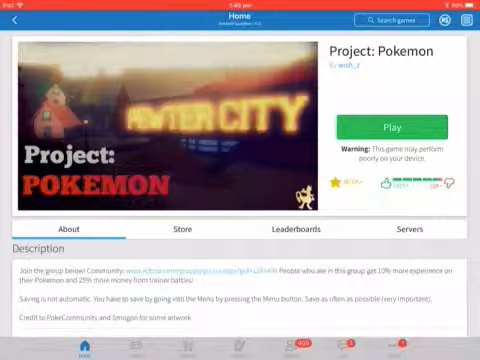 iPad
1:46 pm
Home
Search games
Project: Pokemon
By wish_z
PEWTER CITY
Project:
POKEMON
Play
Warning: This game may perform
poorly on your device.
About
Store
Leaderboards
Servers
Description
Join the group below! Community: People who are in this group get 10% more experience on
their Pokemon and 25% more money from trainer battles!
Saving is not automatic. You have to save by going into the Menu by pressing the Menu button. Save as often as possible (very important).
Credit to PokeCommunity and Smogon for some artwork